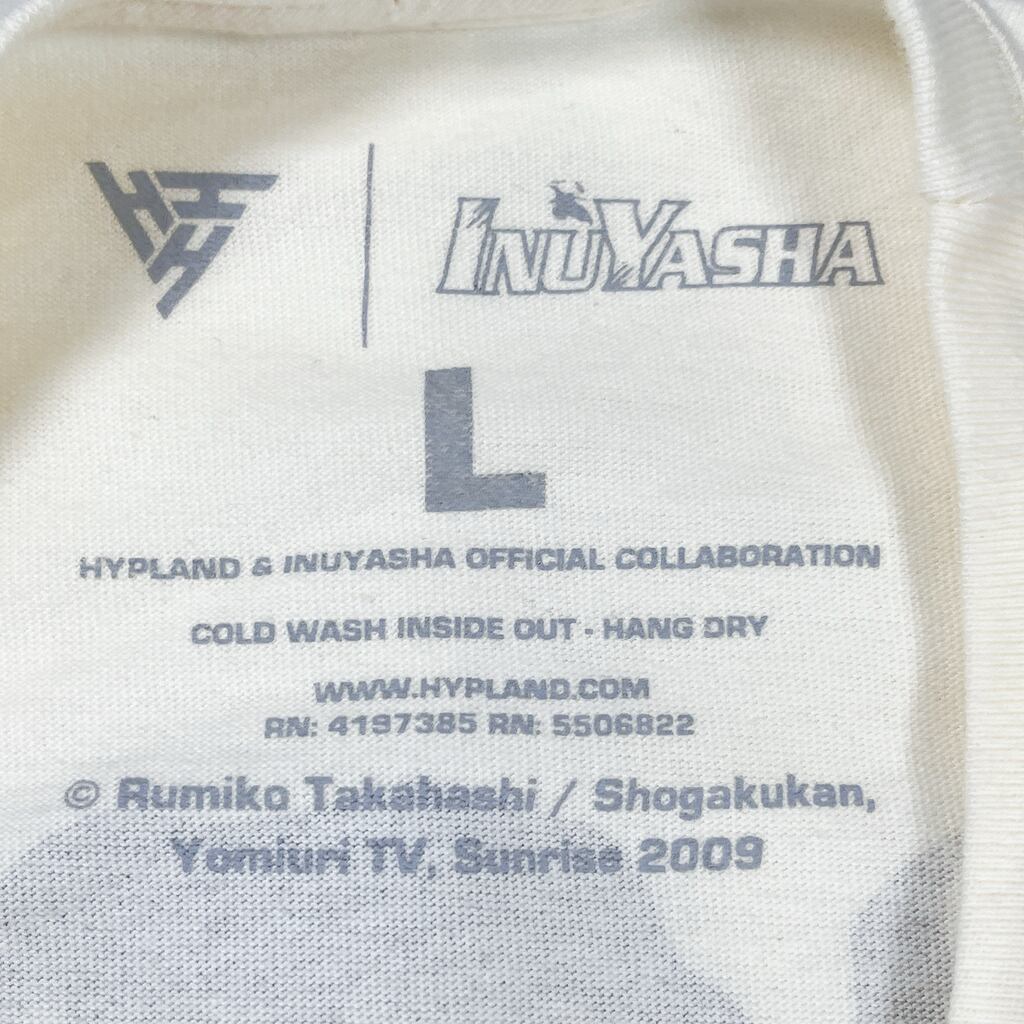 HHH INUYASHA
L
HYPLAND & INUYASHA OFFICIAL COLLABORATION
COLD WASH INSIDE OUT - HANG DRY
WWW.HYPLAND.COM
RN: 4197385 RN: 5506822
© Rumiko Takahashi / Shogakukan,
Yomiuri TV, Sunrise 2009